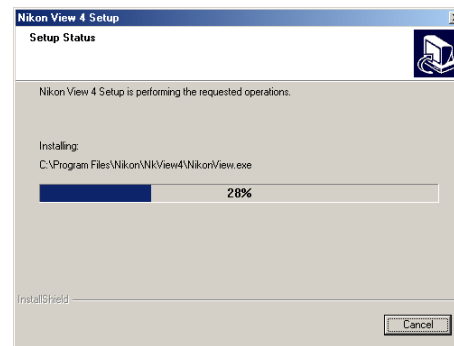 Nikon View 4 Setup
Setup Status
Nikon View 4 Setup is performing the requested operations.
Installing:
C:\Program Files\Nikon\NkView4\NikonView.exe
28%
InstallShield
Cancel